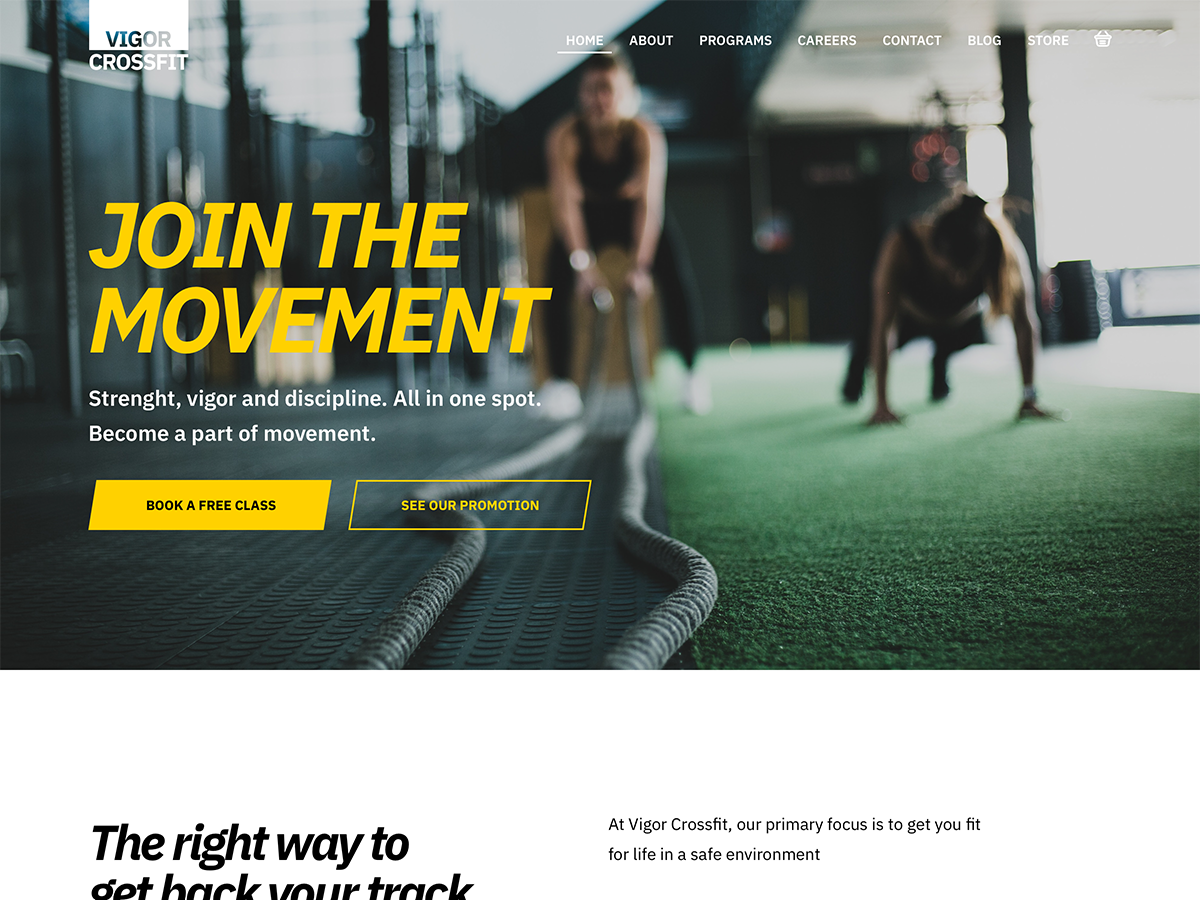 VIGOR
CROSSFIT
HOME ABOUT PROGRAMS CAREERS CONTACT BLOG STORE
JOIN THE
MOVEMENT
Strenght, vigor and discipline. All in one spot.
Become a part of movement.
BOOK A FREE CLASS SEE OUR PROMOTION
The right way to
get back your track
At Vigor Crossfit, our primary focus is to get you fit
for life in a safe environment